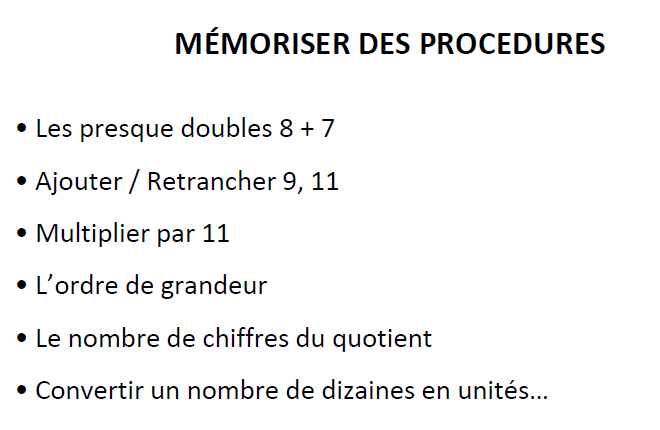 MÉMORISER DES PROCEDURES
• Les presque doubles 8 + 7
• Ajouter / Retrancher 9, 11
• Multiplier par 11
• L’ordre de grandeur
• Le nombre de chiffres du quotient
• Convertir un nombre de dizaines en unités…